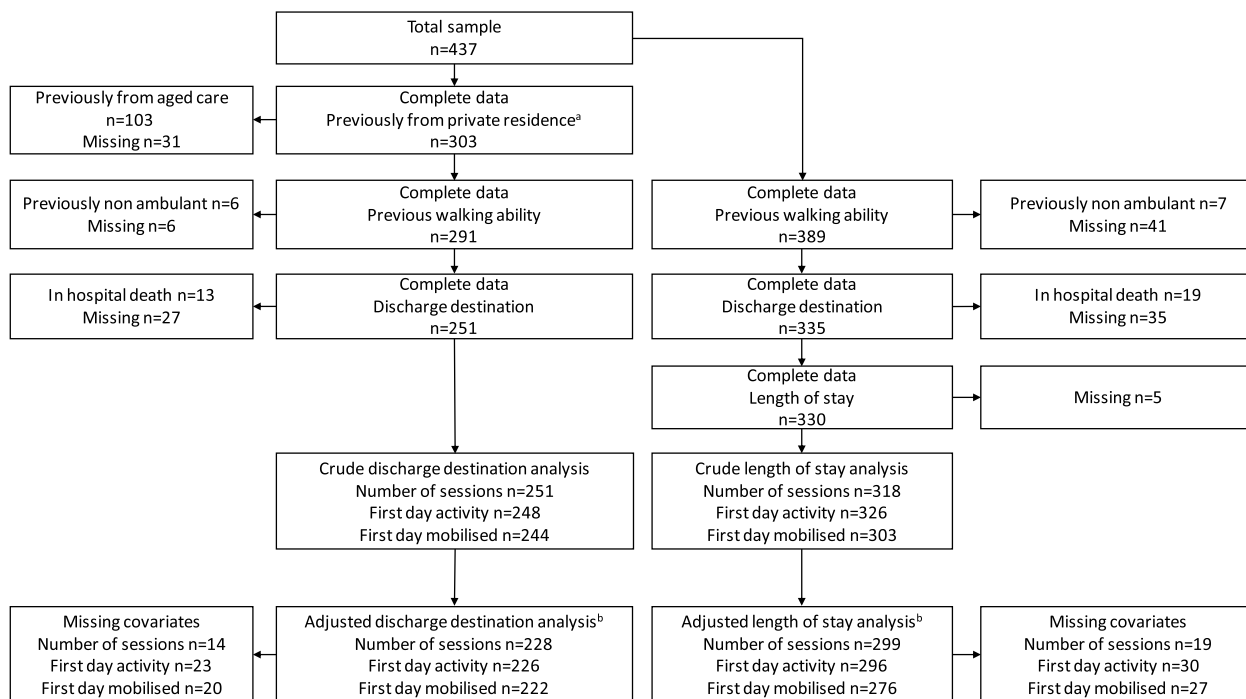 Total sample
n=437
Previously from aged care
n=103
Missing n=31
Complete data
Previously from private residenceᵃ
n=303
Previously non ambulant n=6
Missing n=6
Complete data
Previous walking ability
n=291
Complete data
Previous walking ability
n=389
Previously non ambulant n=7
Missing n=41
In hospital death n=13
Missing n=27
Complete data
Discharge destination
n=251
Complete data
Discharge destination
n=335
In hospital death n=19
Missing n=35
Complete data
Length of stay
n=330
Missing n=5
Crude discharge destination analysis
Number of sessions n=251
First day activity n=248
First day mobilised n=244
Crude length of stay analysis
Number of sessions n=318
First day activity n=326
First day mobilised n=303
Missing covariates
Number of sessions n=14
First day activity n=23
First day mobilised n=20
Adjusted discharge destination analysisᵇ
Number of sessions n=228
First day activity n=226
First day mobilised n=222
Adjusted length of stay analysisᵇ
Number of sessions n=299
First day activity n=296
First day mobilised n=276
Missing covariates
Number of sessions n=19
First day activity n=30
First day mobilised n=27